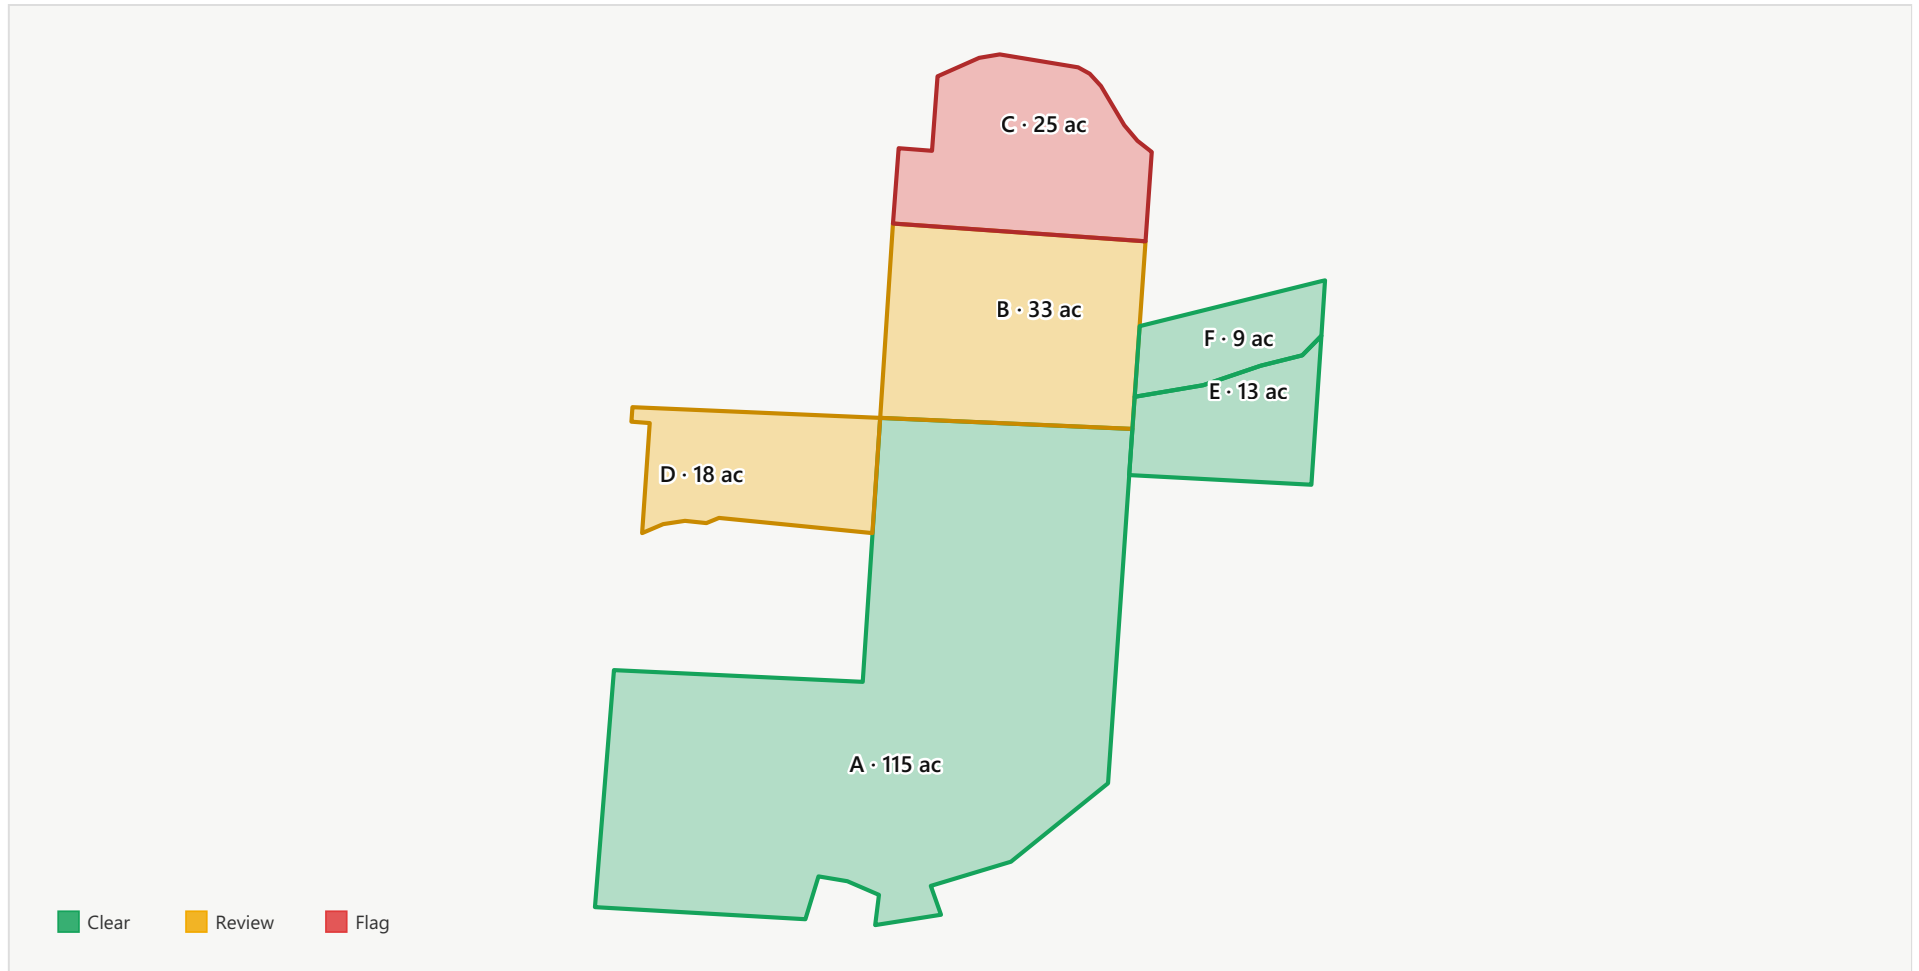 C · 25 ac
B · 33 ac
F · 9 ac
E · 13 ac
D · 18 ac
A · 115 ac
Clear
Review
Flag